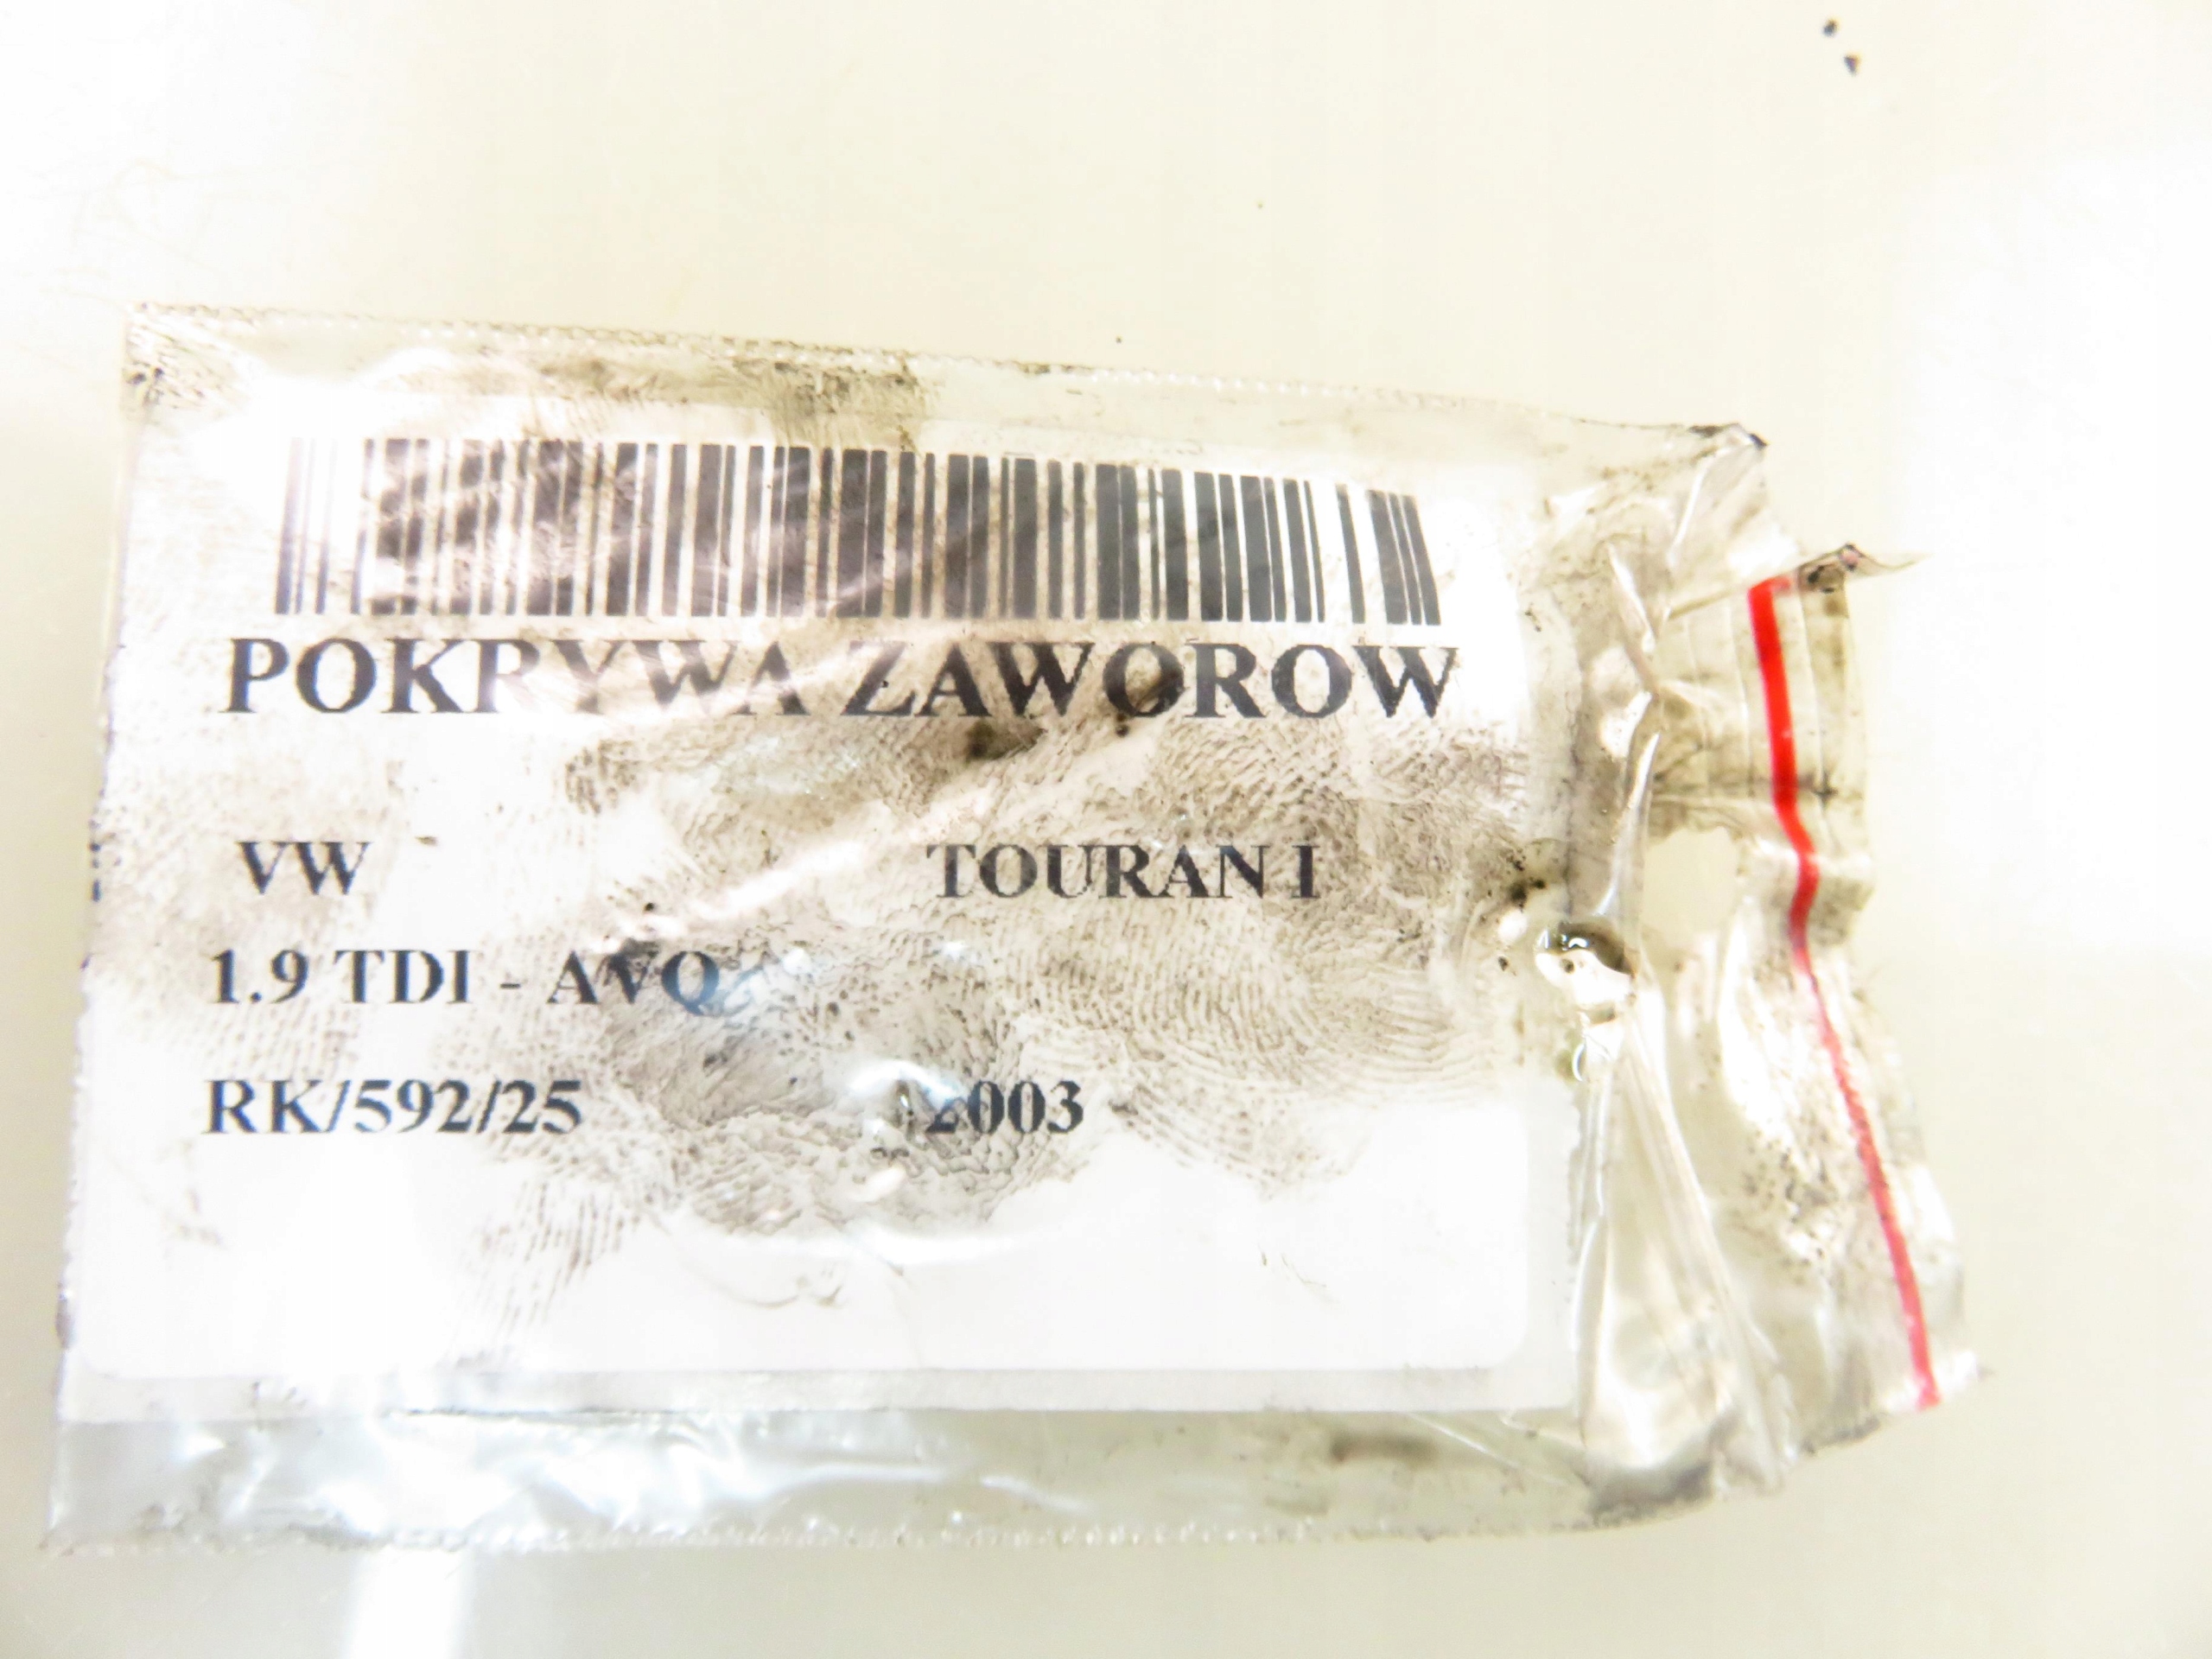 POKRYWA ZAWOROW
VW TOURAN I
1.9 TDI - AVQ
RK/592/25 2003